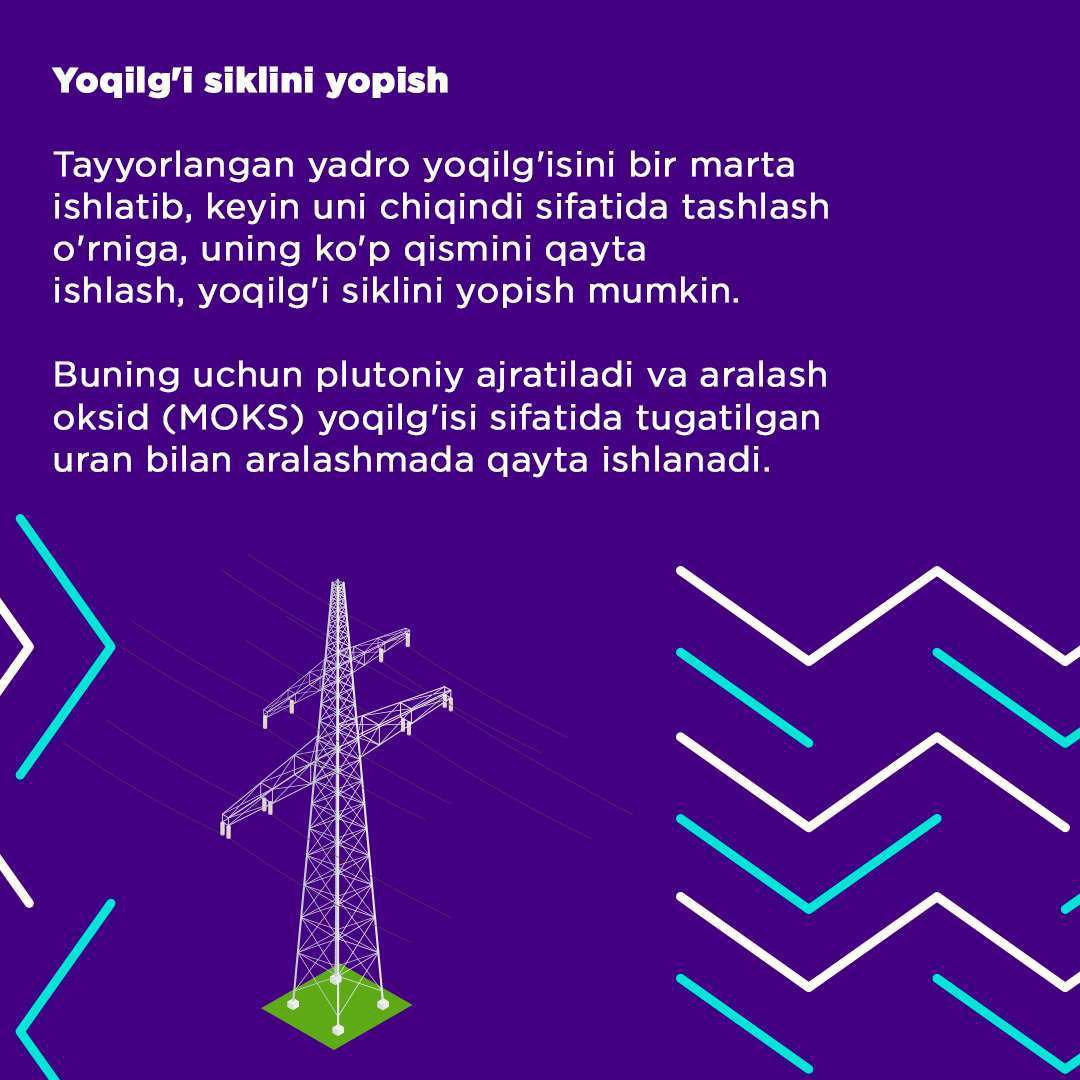 Yoqilg'i siklini yopish
Tayyorlangan yadro yoqilg'isini bir marta
ishlatib, keyin uni chiqindi sifatida tashlash
o'rniga, uning ko'p qismini qayta
ishlash, yoqilg'i siklini yopish mumkin.
Buning uchun plutoniy ajratiladi va aralash
oksid (MOKS) yoqilg'isi sifatida tugatilgan
uran bilan aralashmada qayta ishlanadi.